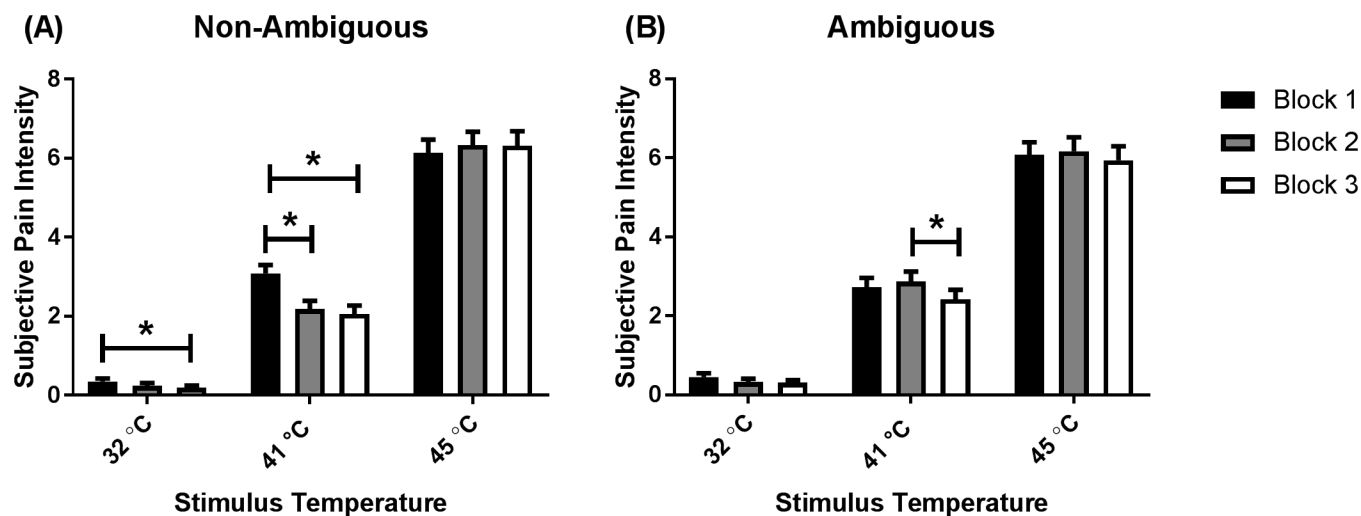 (A) Non-Ambiguous
Subjective Pain Intensity
8
6
4
2
0
*
*
*
32 °C
41 °C
45 °C
Stimulus Temperature
(B) Ambiguous
Subjective Pain Intensity
8
6
4
2
0
*
32 °C
41 °C
45 °C
Stimulus Temperature
Block 1
Block 2
Block 3